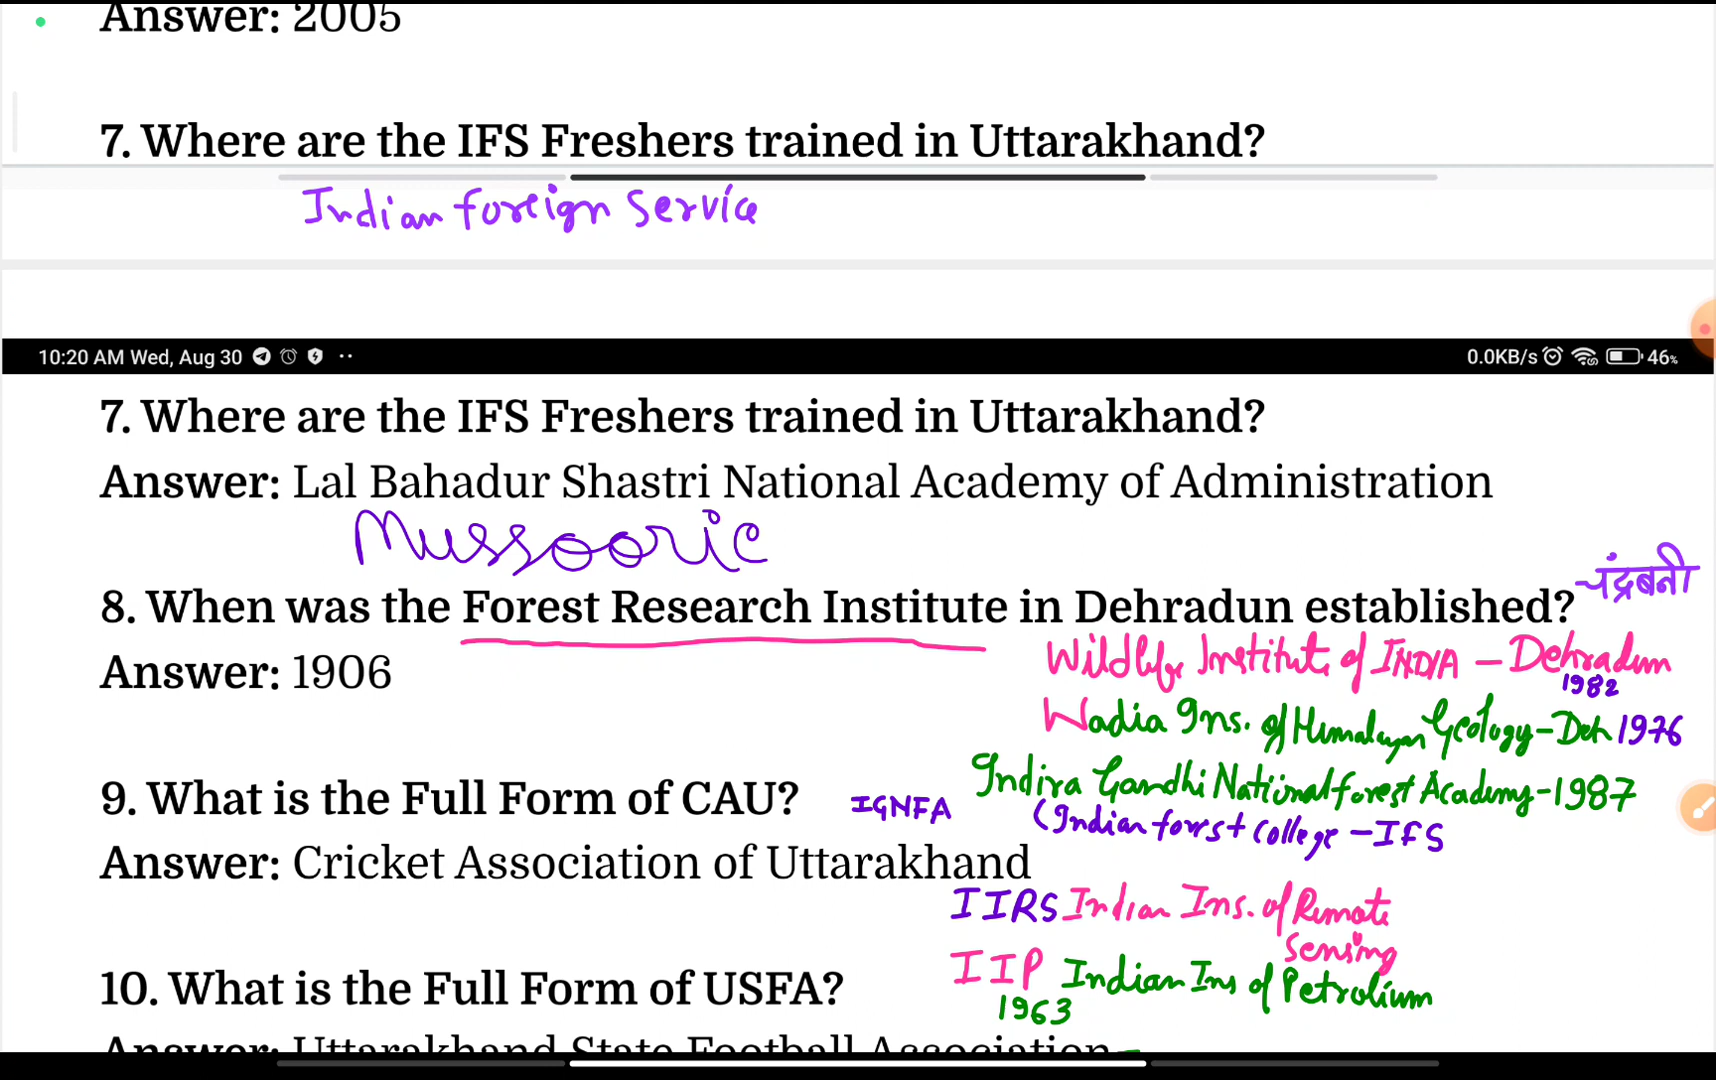 Answer: 2005
7. Where are the IFS Freshers trained in Uttarakhand?
Indian foreign Service
10:20 AM Wed, Aug 30
0.0KB/s 46%
7. Where are the IFS Freshers trained in Uttarakhand?
Answer: Lal Bahadur Shastri National Academy of Administration
Mussoorie
चंद्रबनी
8. When was the Forest Research Institute in Dehradun established?
Wildlife Institute of INDIA - Dehradun
Answer: 1906
1982
Wadia Ins. of Himalayan Geology - Deh 1976
Indira Gandhi National forest Academy - 1987
9. What is the Full Form of CAU?
IGNFA
(Indian forest college - IFS
Answer: Cricket Association of Uttarakhand
IIRS Indian Ins. of Remote
Sensing
IIP Indian Ins of Petrolium
10. What is the Full Form of USFA?
1963
Answer: Uttarakhand State Football Association